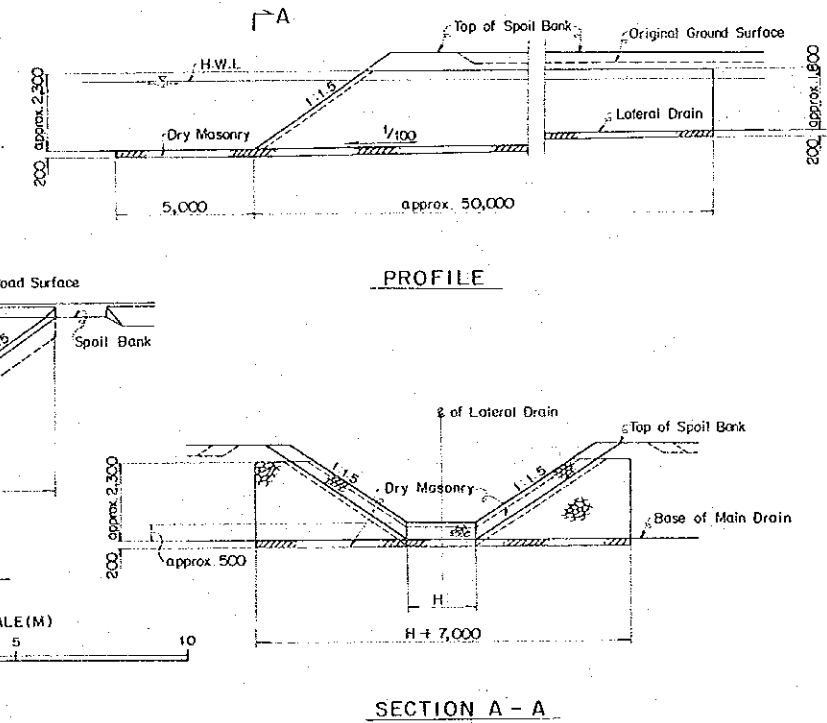 A
Top of Spoil Bank
Original Ground Surface
H.W.L
approx. 2,300
1:1.5
approx. 1,800
Lateral Drain
Dry Masonry
1/100
200
200
5,000
approx. 50,000
PROFILE
oad Surface
5
Spoil Bank
℄ of Lateral Drain
Top of Spoil Bank
1:1.5
1:1.5
approx. 2,300
Dry Masonry
Base of Main Drain
200
approx. 500
H
H + 7,000
ALE(M)
5
10
SECTION A - A